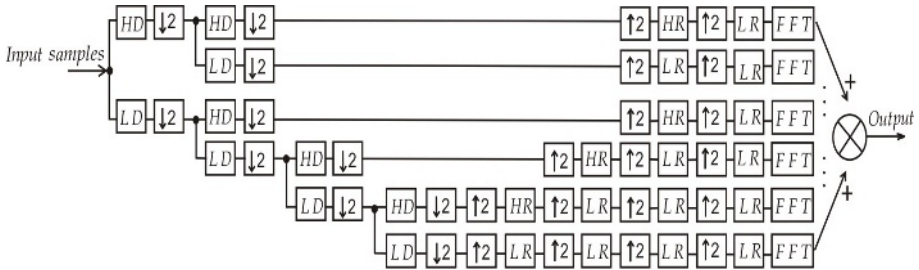 HD ↓2 HD ↓2 ↑2 HR ↑2 LR FFT
Input samples
LD ↓2 ↑2 LR ↑2 LR FFT
+
LD ↓2 HD ↓2 ↑2 HR ↑2 LR FFT
Output
LD ↓2 HD ↓2 ↑2 HR ↑2 LR ↑2 LR FFT
+
LD ↓2 HD ↓2 ↑2 HR ↑2 LR ↑2 LR ↑2 LR FFT
LD ↓2 ↑2 LR ↑2 LR ↑2 LR ↑2 LR FFT